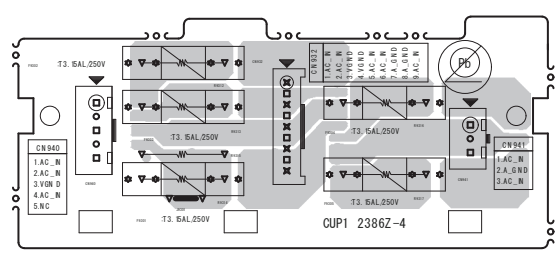 :T3.15AL/250V
CN932
1.AC_IN
2.AC_IN
3.VGND
4.VGND
5.AC_IN
6.AC_IN
7.A_GND
8.A_GND
9.AC_IN
Pb
:T3.15AL/250V
:T3.15AL/250V
CN940
1.AC_IN
2.AC_IN
3.VGND
4.AC_IN
5.NC
CN941
1.AC_IN
2.A_GND
3.AC_IN
:T3.15AL/250V
:T3.15AL/250V
CUP1 2386Z-4